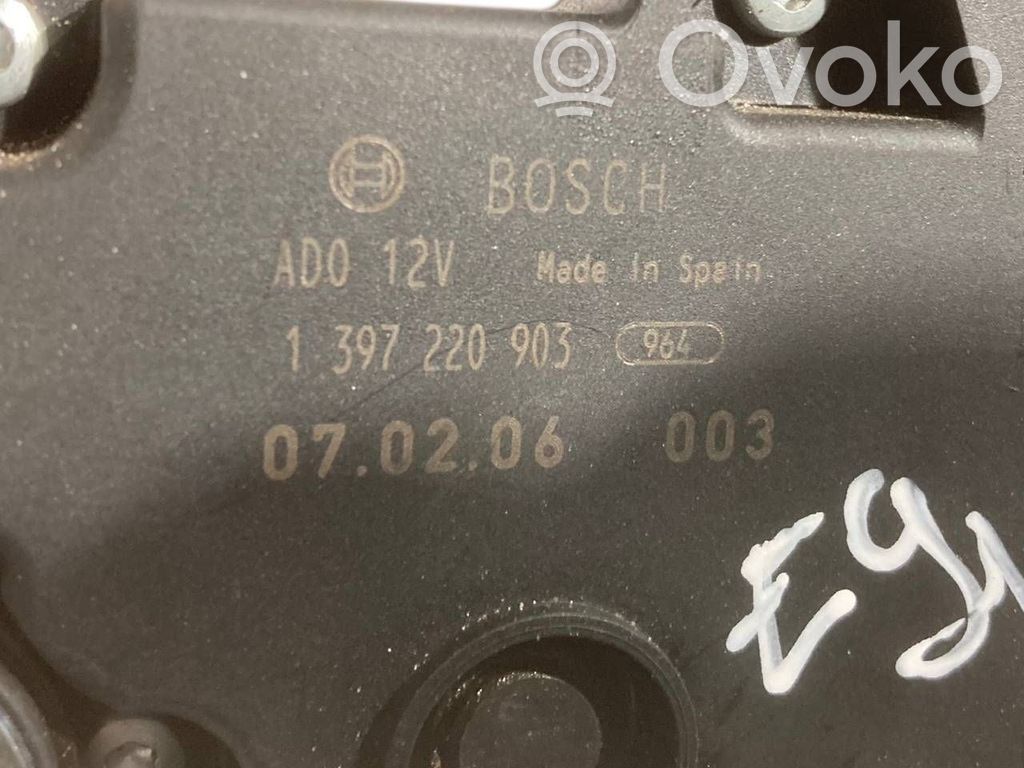 Ovoko
BOSCH
ADO 12V Made in Spain
1 397 220 903 964
07.02.06 003